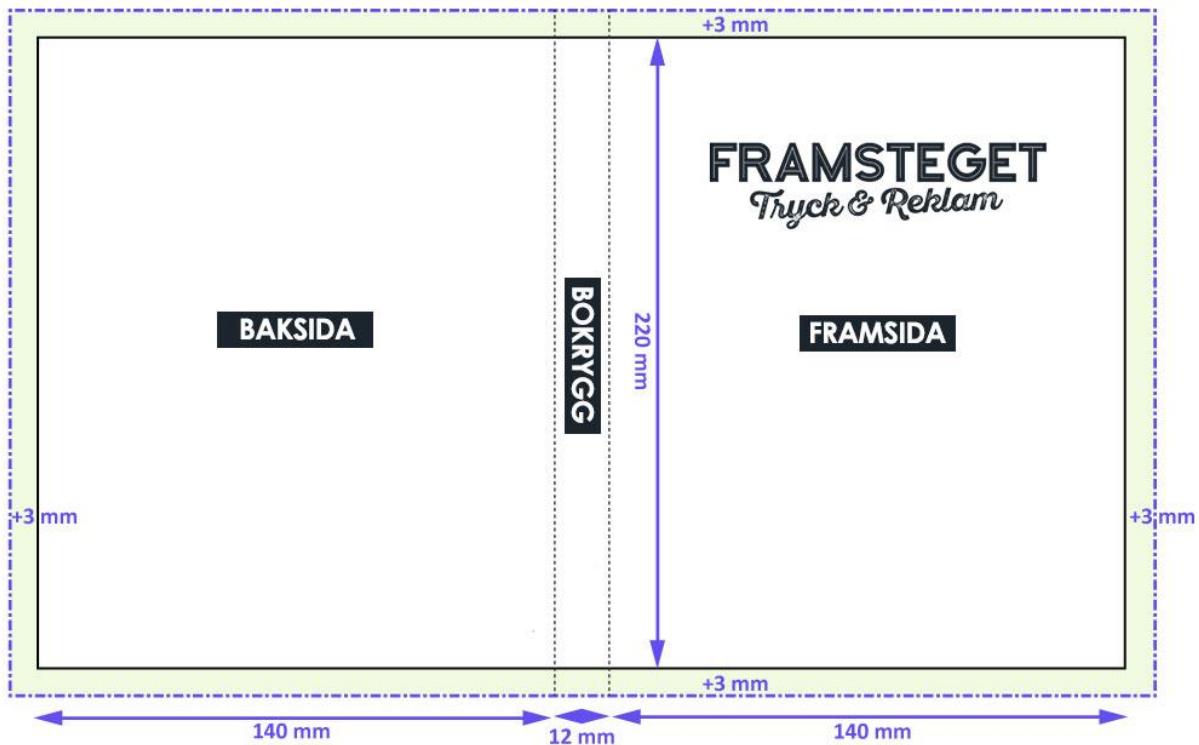 +3 mm
FRAMSTEGET
Tryck & Reklam
BAKSIDA
BOKRYGG
220 mm
FRAMSIDA
+3 mm
+3 mm
+3 mm
140 mm
12 mm
140 mm